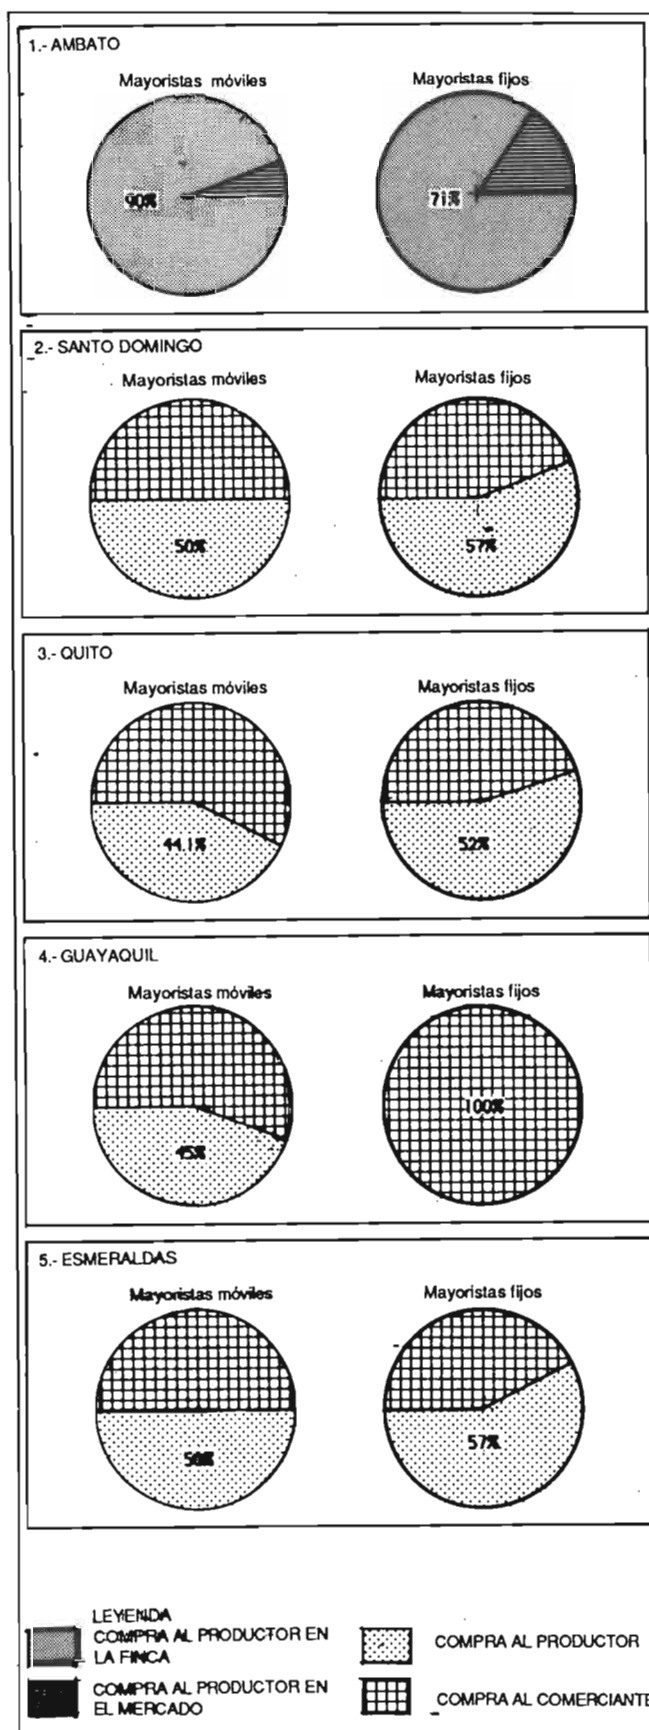 1.- AMBATO
Mayoristas móviles
Mayoristas fijos
90%
71%
2.- SANTO DOMINGO
Mayoristas móviles
Mayoristas fijos
50%
57%
3.- QUITO
Mayoristas móviles
Mayoristas fijos
44.1%
52%
4.- GUAYAQUIL
Mayoristas móviles
Mayoristas fijos
45%
100%
5.- ESMERALDAS
Mayoristas móviles
Mayoristas fijos
50%
57%
LEYENDA
COMPRA AL PRODUCTOR EN
LA FINCA
COMPRA AL PRODUCTOR
COMPRA AL PRODUCTOR EN
EL MERCADO
COMPRA AL COMERCIANTE